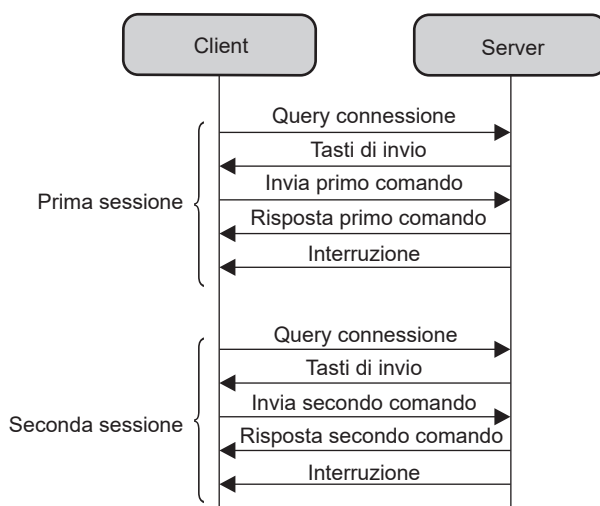 Client
Server
Query connessione
Tasti di invio
Invia primo comando
Prima sessione
Risposta primo comando
Interruzione
Query connessione
Tasti di invio
Invia secondo comando
Seconda sessione
Risposta secondo comando
Interruzione